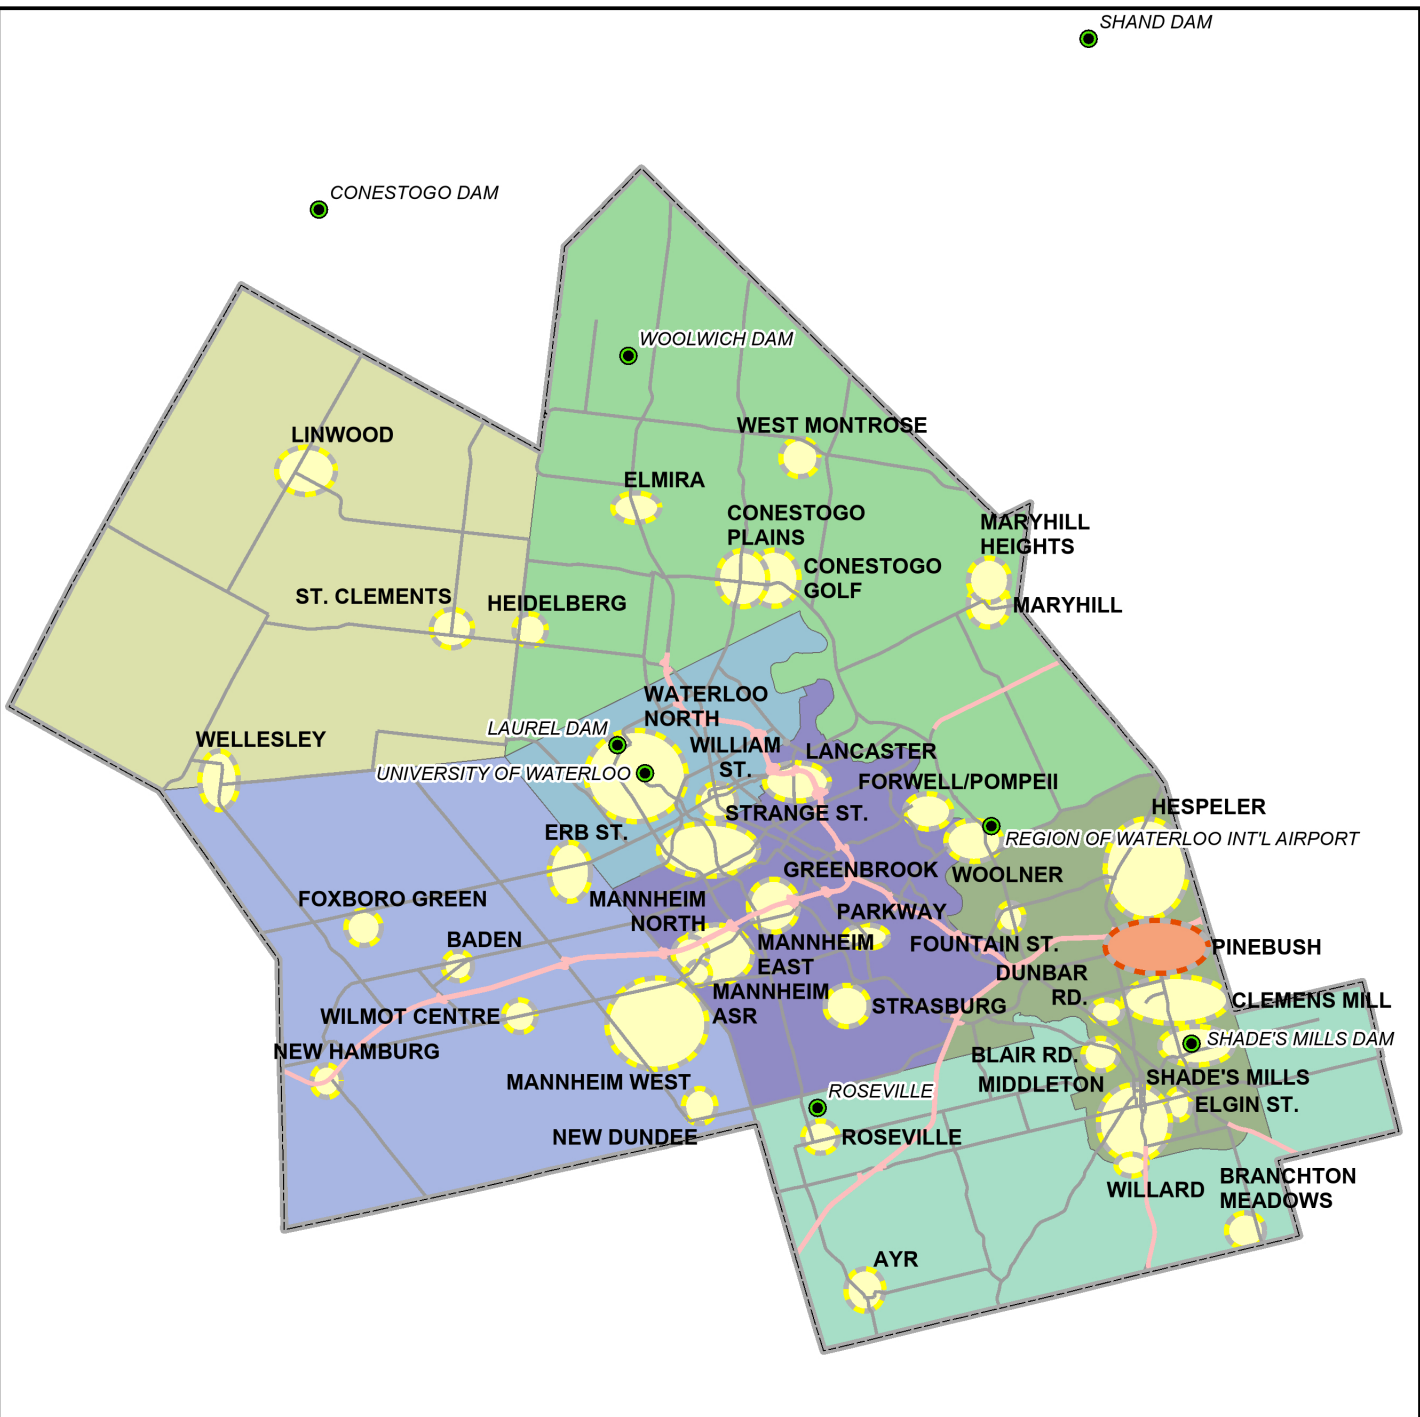 SHAND DAM
CONESTOGO DAM
WOOLWICH DAM
WEST MONTROSE
LINWOOD
ELMIRA
CONESTOGO
PLAINS
MARYHILL
HEIGHTS
CONESTOGO
GOLF
ST. CLEMENTS
HEIDELBERG
MARYHILL
WATERLOO
NORTH
LAUREL DAM
WELLESLEY
WILLIAM
ST.
LANCASTER
UNIVERSITY OF WATERLOO
FORWELL/POMPEII
HESPELER
STRANGE ST.
ERB ST.
REGION OF WATERLOO INT'L AIRPORT
GREENBROOK
WOOLNER
FOXBORO GREEN
MANNHEIM
NORTH
PARKWAY
BADEN
MANNHEIM
EAST
FOUNTAIN ST.
PINEBUSH
DUNBAR
RD.
MANNHEIM
ASR
STRASBURG
CLEMENS MILL
WILMOT CENTRE
SHADE'S MILLS DAM
NEW HAMBURG
BLAIR RD.
MANNHEIM WEST
MIDDLETON
SHADE'S MILLS
ROSEVILLE
ELGIN ST.
NEW DUNDEE
ROSEVILLE
WILLARD
BRANCHTON
MEADOWS
AYR